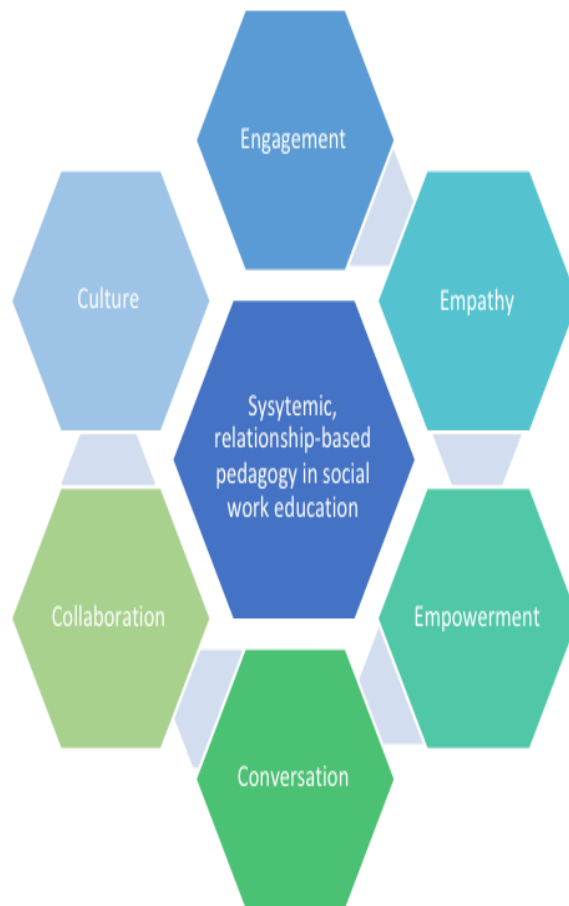 Engagement
Culture
Empathy
Sysytemic,
relationship-based
pedagogy in social
work education
Collaboration
Empowerment
Conversation